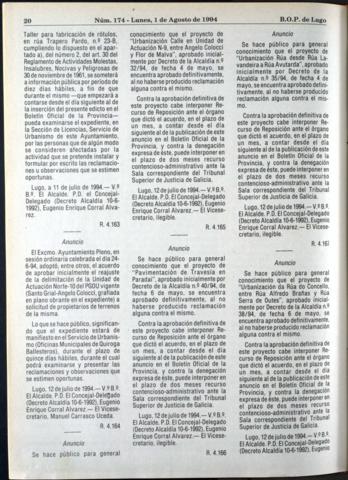 20
Núm. 174 - Lunes, 1 de Agosto de 1994
B.O.P. de Lugo
Taller para fabricación de rótulos,
en rúa Trapero Pardo, n.º 23-B,
cumpliendo lo dispuesto en el apar-
tado a), del número 2, del art. 30 del
Reglamento de Actividades Molestas,
Insalubres, Nocivas y Peligrosas de
30 de noviembre de 1961, se someterá
a información pública por período de
diez días hábiles, a fin de que
durante el mismo —que empezará a
contarse desde el día siguiente al de
la inserción del presente edicto en el
Boletín Oficial de la Provincia—
pueda examinarse el expediente, en
la Sección de Licencias, Servicio de
Urbanismo de este Ayuntamiento,
por las personas que de algún modo
se consideren afectadas por la
actividad que se pretende instalar y
formular por escrito las reclamacio-
nes u observaciones que se estimen
oportunas.
Lugo, 11 de julio de 1994.— V.º
B.º El Alcalde. P.D. el Concejal-Delegado
(Decreto Alcaldía 10-6-
1992), Eugenio Enrique Corral Alva-
rez.
R. 4.163
Anuncio
El Excmo. Ayuntamiento Pleno, en
sesión ordinaria celebrada el día 24-
6-94, adoptó, entre otros, el acuerdo
de aprobar inicialmente el reajuste
de la delimitación de la Unidad de
Actuación Norte-10 del PGOU vigente
(Santo Grial-Angelo Colocci, grafiada
en plano obrante en el expediente) a
solicitud de propietarios de terrenos
de la misma.
Lo que se hace público, significan-
do que el expediente estará de
manifiesto en el Servicio de Urbanis-
mo (Oficinas Municipales de Quiroga
Ballesteros), durante el plazo de
quince días hábiles, durante el cual
podrá examinarse y presentar las
reclamaciones y observaciones que
se estimen oportunas.
Lugo, 12 de julio de 1994.— V.ºB.º.
El Alcalde. P.D. El Concejal-Delegado
(Decreto Alcaldía 10-6-1992), Eugenio
Enrique Corral Alvarez.— El Vicese-
cretario, Manuel Carrasco Uceda.
R. 4.164
Anuncio
Se hace público para general
conocimiento que el proyecto de
"Urbanización Calle en Unidad de
Actuación N-9, entre Angelo Colocci
y Flor de Malva", aprobado inicial-
mente por Decreto de la Alcaldía n.º
32/94, de fecha 4 de mayo, se
encuentra aprobado definitivamente,
al no haberse producido reclamación
alguna contra el mismo.
Contra la aprobación definitiva de
este proyecto cabe interponer Re-
curso de Reposición ante el órgano
que dictó el acuerdo, en el plazo de
un mes, a contar desde el día
siguiente al de la publicación de este
anuncio en el Boletín Oficial de la
Provincia, y contra la denegación
expresa de éste, puede interponer en
el plazo de dos meses recurso
contencioso-administrativo ante la
Sala correspondiente del Tribunal
Superior de Justicia de Galicia.
Lugo, 12 de julio de 1994.— V.ºB.º.
El Alcalde. P.D. El Concejal-Delegado
(Decreto Alcaldía 10-6-1992), Eugenio
Enrique Corral Alvarez.— El Vicese-
cretario, ilegible.
R. 4.165
Anuncio
Se hace público para general
conocimiento que el proyecto de
"Pavimentación de Travesía en
Paradai", aprobado inicialmente por
Decreto de la Alcaldía n.º 40/94, de
fecha 6 de mayo, se encuentra
aprobado definitivamente, al no
haberse producido reclamación
alguna contra el mismo.
Contra la aprobación definitiva de
este proyecto cabe interponer Re-
curso de Reposición ante el órgano
que dictó el acuerdo, en el plazo de
un mes, a contar desde el día
siguiente al de la publicación de este
anuncio en el Boletín Oficial de la
Provincia, y contra la denegación
expresa de éste, puede interponer en
el plazo de dos meses recurso
contencioso-administrativo ante la
Sala correspondiente del Tribunal
Superior de Justicia de Galicia.
Lugo, 12 de julio de 1994.— V.ºB.º.
El Alcalde. P.D. El Concejal-Delegado
(Decreto Alcaldía 10-6-1992), Eugenio
Enrique Corral Alvarez.— El Vicese-
cretario, ilegible.
R. 4.166
Anuncio
Se hace público para general
conocimiento que el proyecto de
"Urbanización Rúa desde Rúa La-
vandeira a Rúa Avutarda", aprobado
inicialmente por Decreto de la
Alcaldía n.º 35/94, de fecha 4 de
mayo, se encuentra aprobado
definitivamente, al no haberse produ-
cido reclamación alguna contra el mis-
mo.
Contra la aprobación definitiva de
este proyecto cabe interponer Re-
curso de Reposición ante el órgano
que dictó el acuerdo, en el plazo de
un mes, a contar desde el día
siguiente al de la publicación de este
anuncio en el Boletín Oficial de la
Provincia, y contra la denegación
expresa de éste, puede interponer en
el plazo de dos meses recurso
contencioso-administrativo ante la
Sala correspondiente del Tribunal
Superior de Justicia de Galicia.
Lugo, 12 de julio de 1994.— V.ºB.º.
El Alcalde. P.D. El Concejal-Delegado
(Decreto Alcaldía 10-6-1992), Eugenio
Enrique Corral Alvarez.— El Vicese-
cretario, ilegible.
R. 4.167
Anuncio
Se hace público para general
conocimiento que el proyecto de
"Urbanización de Rúa do Concello,
entre Rúa Alfredo Brañas y Rúa
Serra de Outes", aprobado inicial-
mente por Decreto de la Alcaldía n.º
38/94, de fecha 6 de mayo, se
encuentra aprobado definitivamente,
al no haberse producido reclamación
alguna contra el mismo.
Contra la aprobación definitiva de
este proyecto cabe interponer Re-
curso de Reposición ante el órgano
que dictó el acuerdo, en el plazo de
un mes, a contar desde el día
siguiente al de la publicación de este
anuncio en el Boletín Oficial de la
Provincia, y contra la denegación
expresa de éste, puede interponer en
el plazo de dos meses recurso
contencioso-administrativo ante la
Sala correspondiente del Tribunal
Superior de Justicia de Galicia.
Lugo, 12 de julio de 1994.— V.ºB.º.
El Alcalde. P.D. El Concejal-Delegado
(Decreto Alcaldía 10-6-1992), Eugenio
Enrique Corral Alvarez.— El Vicese-